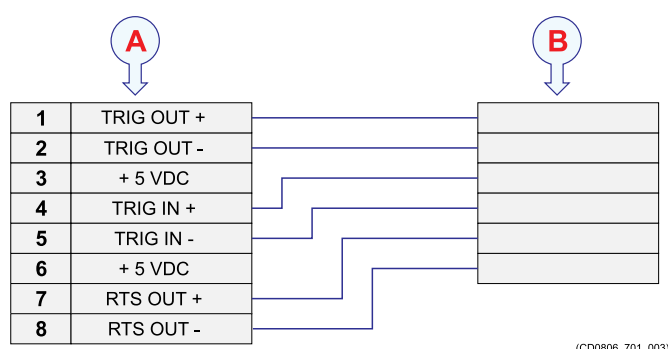 A B
1 TRIG OUT +
2 TRIG OUT -
3 + 5 VDC
4 TRIG IN +
5 TRIG IN -
6 + 5 VDC
7 RTS OUT +
8 RTS OUT -
(CD0806_701_003)